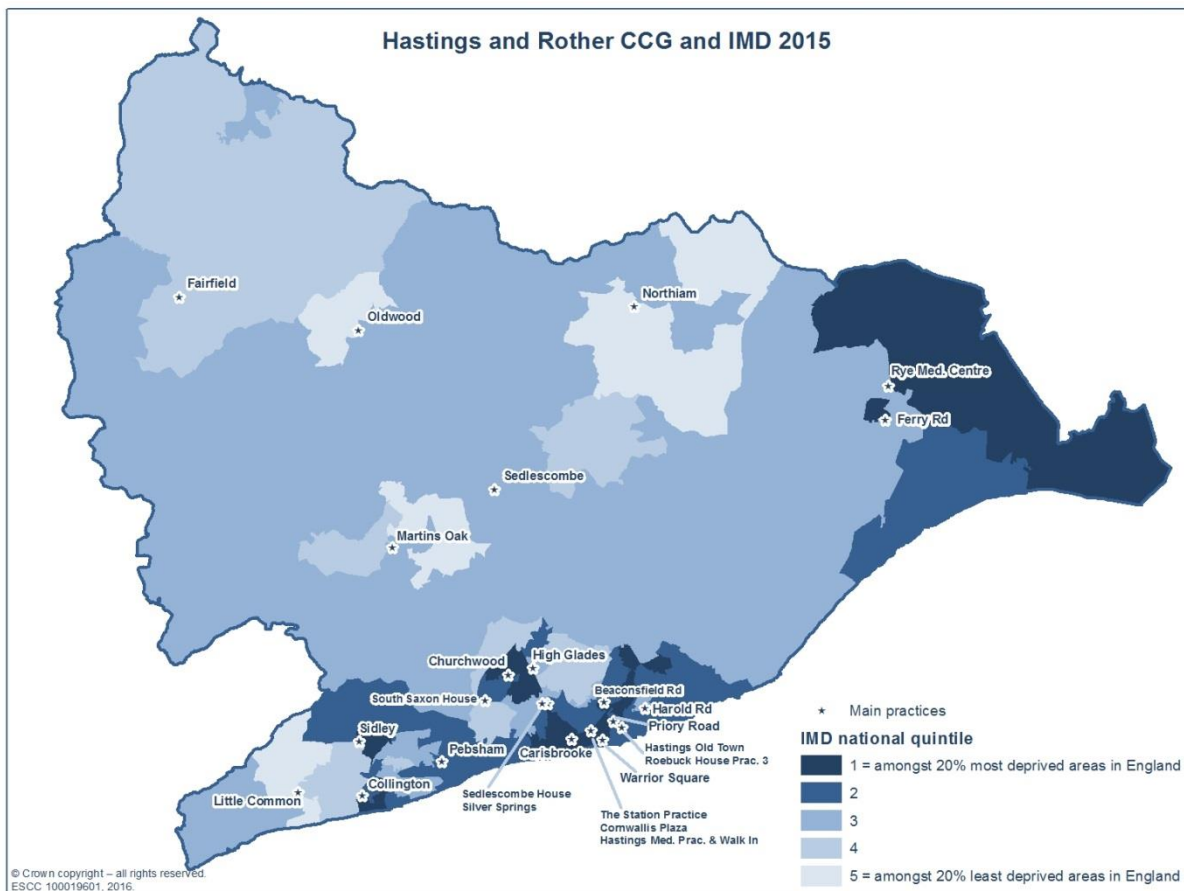 Hastings and Rother CCG and IMD 2015
Fairfield
Oldwood
Northiam
Rye Med. Centre
Ferry Rd
Sedlescombe
Martins Oak
Churchwood
High Glades
South Saxon House
Beaconsfield Rd
Harold Rd
Priory Road
Sidley
Pebsham
Carisbrooke
Hastings Old Town
Roebuck House Prac. 3
Warrior Square
Little Common
Collington
Sedlescombe House
Silver Springs
The Station Practice
Cornwallis Plaza
Hastings Med. Prac. & Walk In
Main practices
IMD national quintile
1 = amongst 20% most deprived areas in England
2
3
4
5 = amongst 20% least deprived areas in England
© Crown copyright – all rights reserved.
ESCC 100019601, 2016.